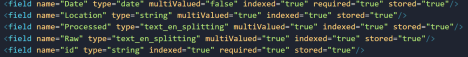 <field name="Date" type="date" multiValued="false" indexed="true" required="true" stored="true"/>
<field name="Location" type="string" multiValued="true" indexed="true" stored="true"/>
<field name="Processed" type="text_en_splitting" multiValued="true" indexed="true" stored="true"/>
<field name="Raw" type="text_en_splitting" multiValued="true" indexed="true" stored="true"/>
<field name="id" type="string" indexed="true" required="true" stored="true"/>